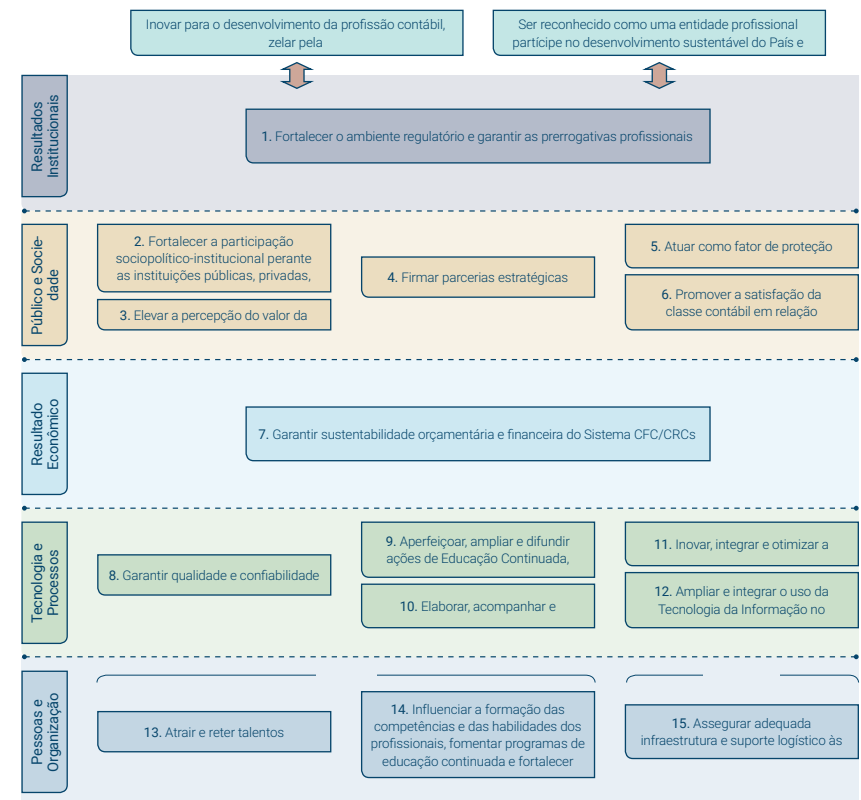 Inovar para o desenvolvimento da profissão contábil,
zelar pela
Ser reconhecido como uma entidade profissional
partícipe no desenvolvimento sustentável do País e
Resultados
Institucionais
1. Fortalecer o ambiente regulatório e garantir as prerrogativas profissionais
Público e Socie-
dade
2. Fortalecer a participação
sociopolítico-institucional perante
as instituições públicas, privadas,
3. Elevar a percepção do valor da
4. Firmar parcerias estratégicas
5. Atuar como fator de proteção
6. Promover a satisfação da
classe contábil em relação
Resultado
Econômico
7. Garantir sustentabilidade orçamentária e financeira do Sistema CFC/CRCs
Tecnologia e
Processos
8. Garantir qualidade e confiabilidade
9. Aperfeiçoar, ampliar e difundir
ações de Educação Continuada,
10. Elaborar, acompanhar e
11. Inovar, integrar e otimizar a
12. Ampliar e integrar o uso da
Tecnologia da Informação no
Pessoas e
Organização
13. Atrair e reter talentos
14. Influenciar a formação das
competências e das habilidades dos
profissionais, fomentar programas de
educação continuada e fortalecer
15. Assegurar adequada
infraestrutura e suporte logístico às